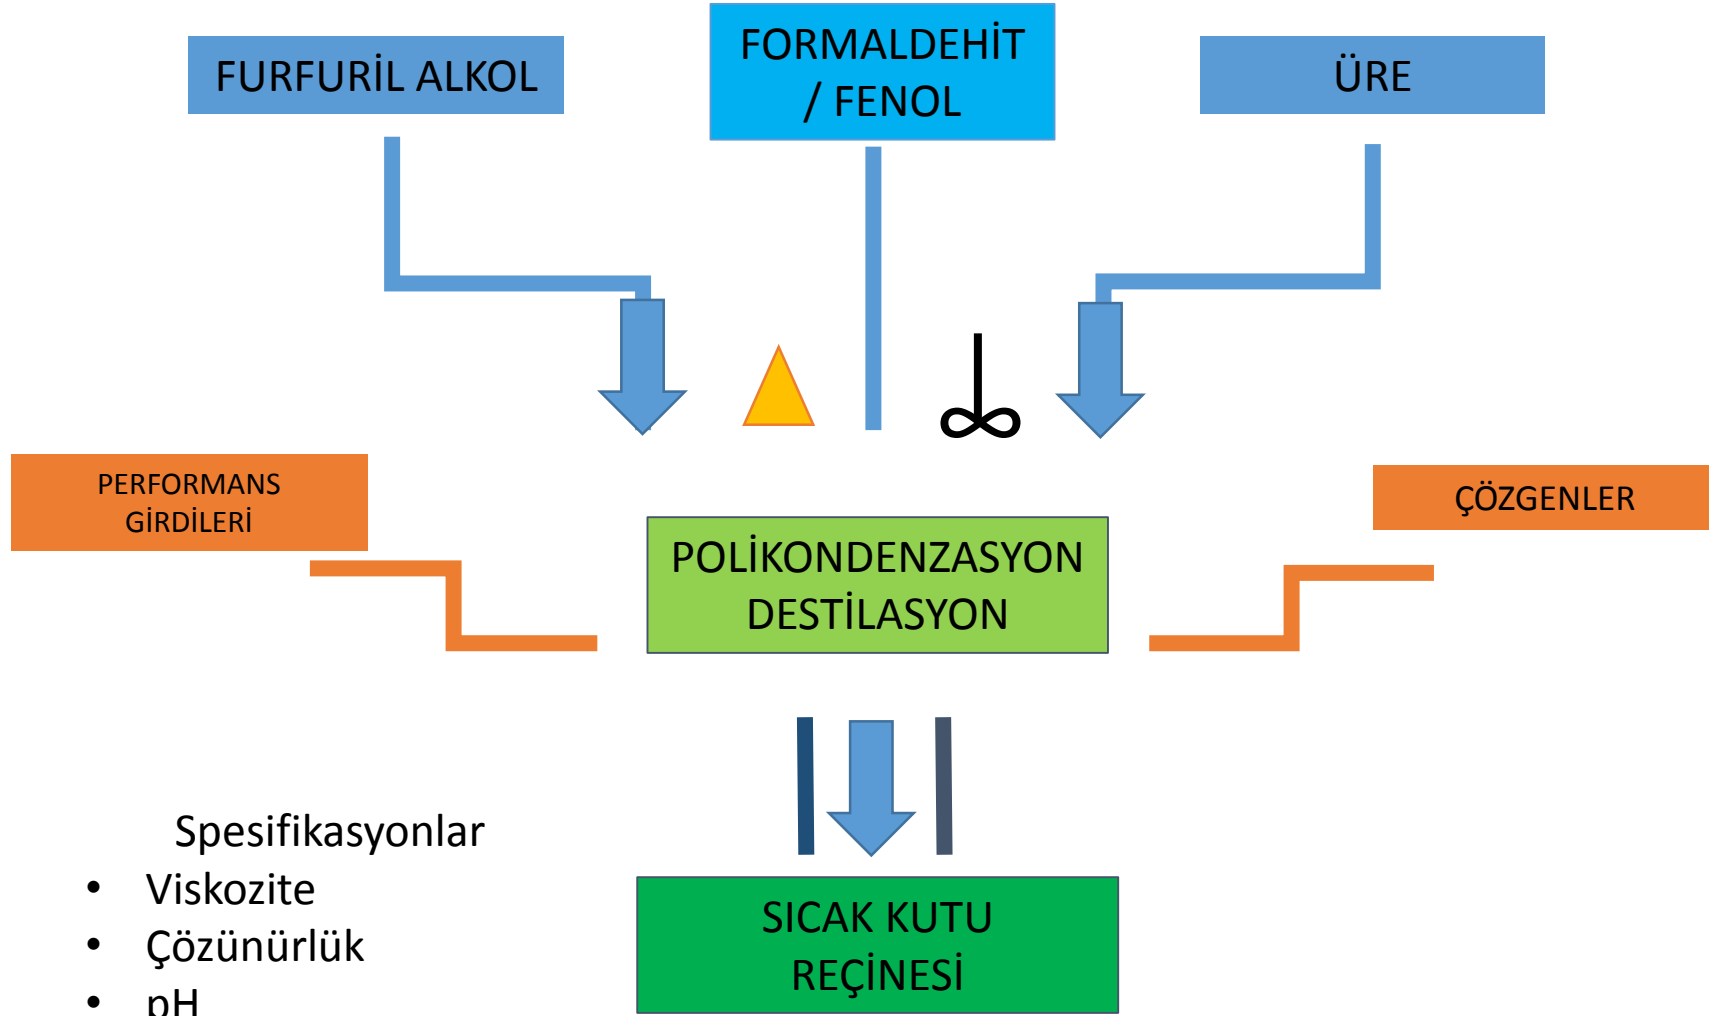 FURFURİL ALKOL
FORMALDEHİT
/ FENOL
ÜRE
PERFORMANS
GİRDİLERİ
ÇÖZGENLER
POLİKONDENZASYON
DESTİLASYON
Spesifikasyonlar
• Viskozite
• Çözünürlük
• pH
SICAK KUTU
REÇİNESİ